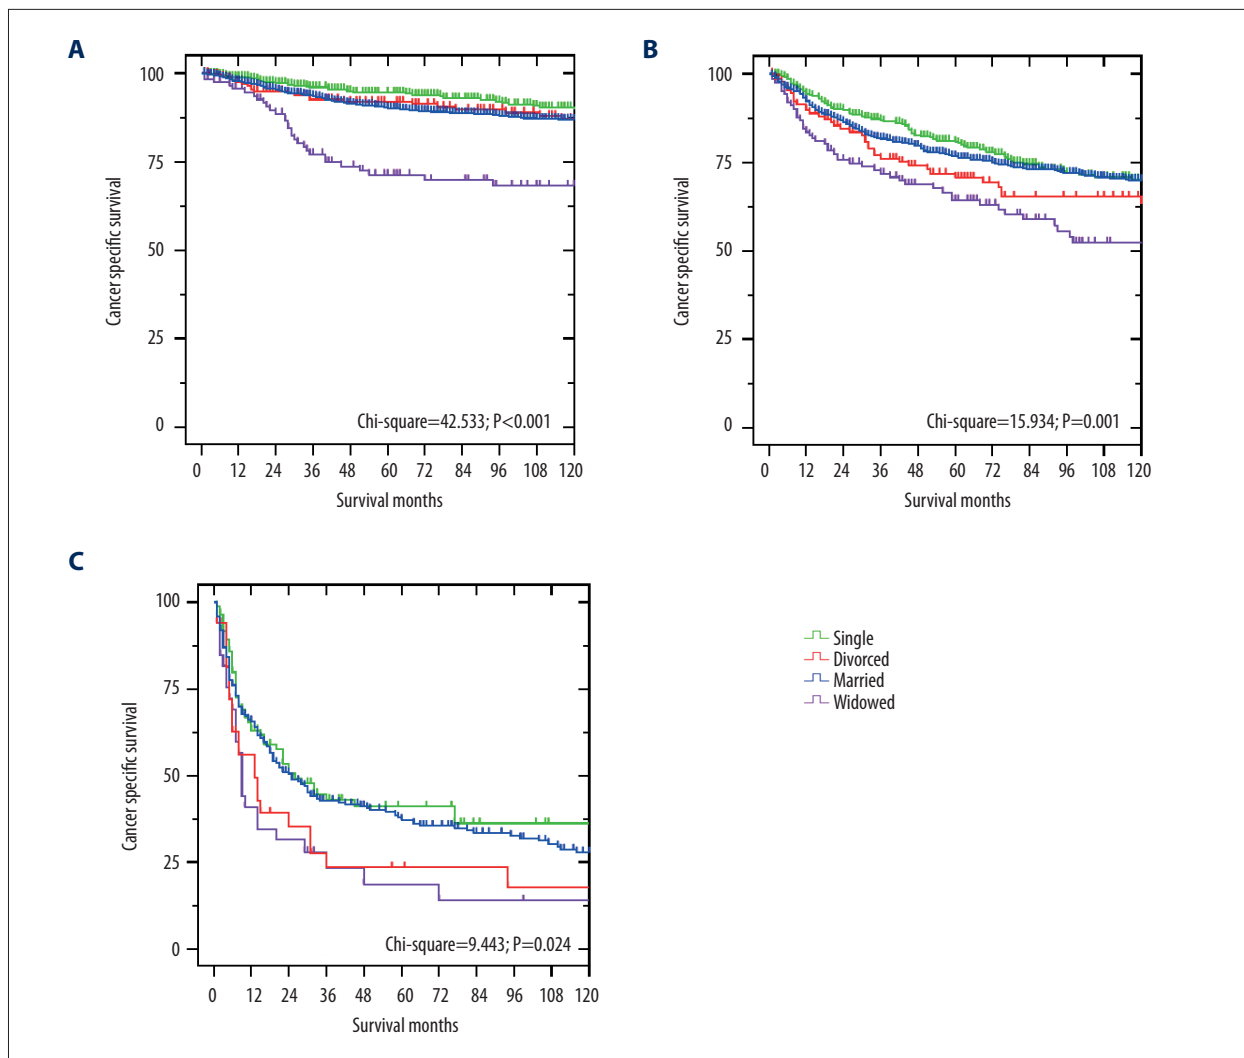 A
100
75
50
25
0
Cancer specific survival
Chi-square=42.533; P<0.001
0 12 24 36 48 60 72 84 96 108 120
Survival months
B
100
75
50
25
0
Cancer specific survival
Chi-square=15.934; P=0.001
0 12 24 36 48 60 72 84 96 108 120
Survival months
C
100
75
50
25
0
Cancer specific survival
Chi-square=9.443; P=0.024
0 12 24 36 48 60 72 84 96 108 120
Survival months
Single
Divorced
Married
Widowed